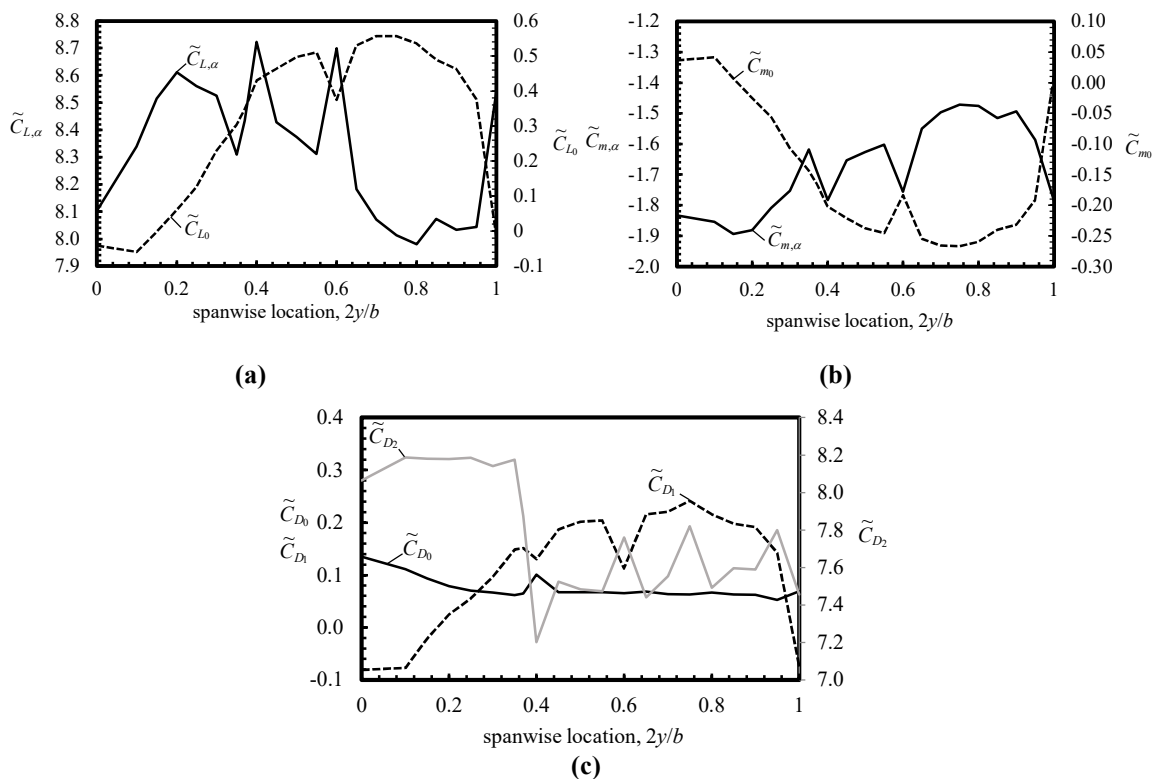 8.8
8.7
8.6
8.5
8.4
8.3
8.2
8.1
8.0
7.9
C̃L,α
C̃L,α
C̃L0
0.6
0.5
0.4
0.3
0.2
0.1
0
-0.1
C̃L0
0 0.2 0.4 0.6 0.8 1
spanwise location, 2y/b
(a)
-1.2
-1.3
-1.4
-1.5
-1.6
-1.7
-1.8
-1.9
-2.0
C̃m,α
C̃m0
C̃m,α
0.10
0.05
0.00
-0.05
-0.10
-0.15
-0.20
-0.25
-0.30
C̃m0
0 0.2 0.4 0.6 0.8 1
spanwise location, 2y/b
(b)
0.4
0.3
0.2
0.1
0.0
-0.1
C̃D0
C̃D1
C̃D2
C̃D1
C̃D0
8.4
8.2
8.0
7.8
7.6
7.4
7.2
7.0
C̃D2
0 0.2 0.4 0.6 0.8 1
spanwise location, 2y/b
(c)